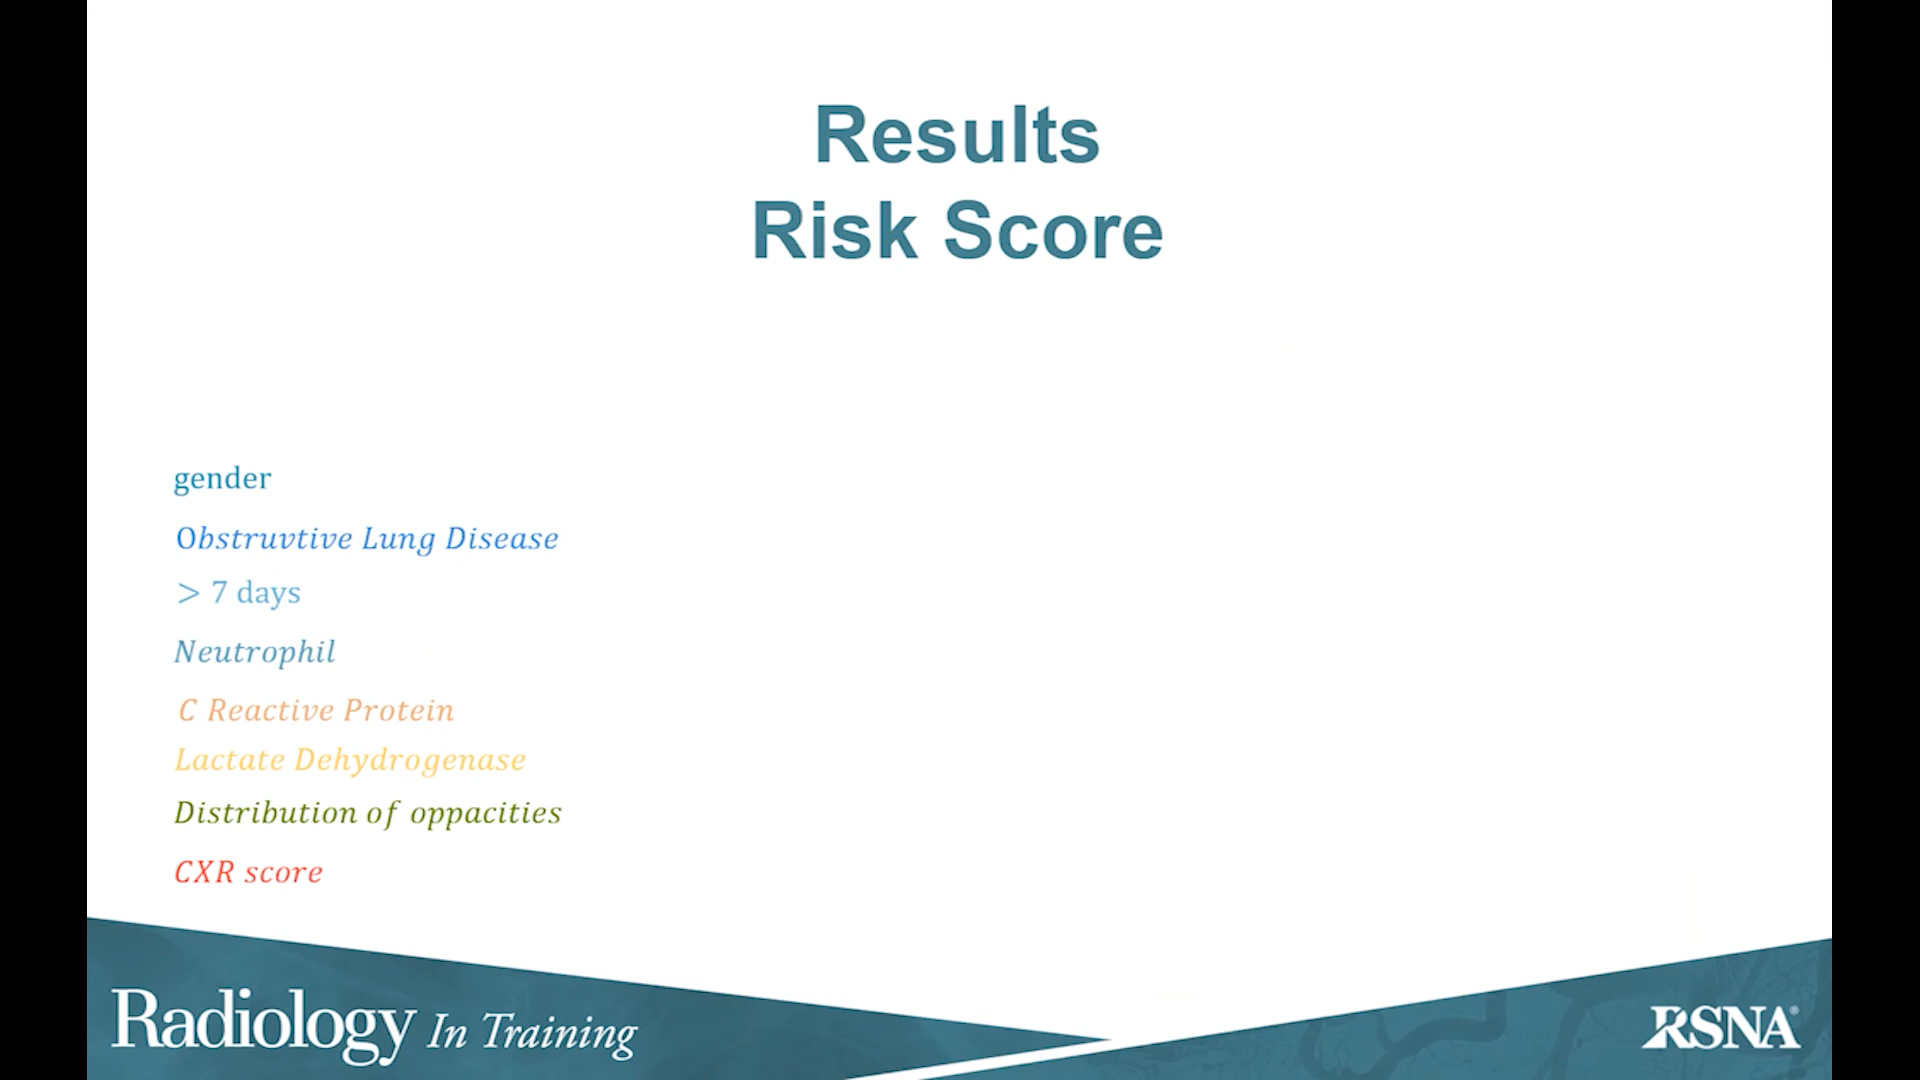 Results
Risk Score
gender
Obstruvtive Lung Disease
> 7 days
Neutrophil
C Reactive Protein
Lactate Dehydrogenase
Distribution of oppacities
CXR score
Radiology In Training
RSNA®